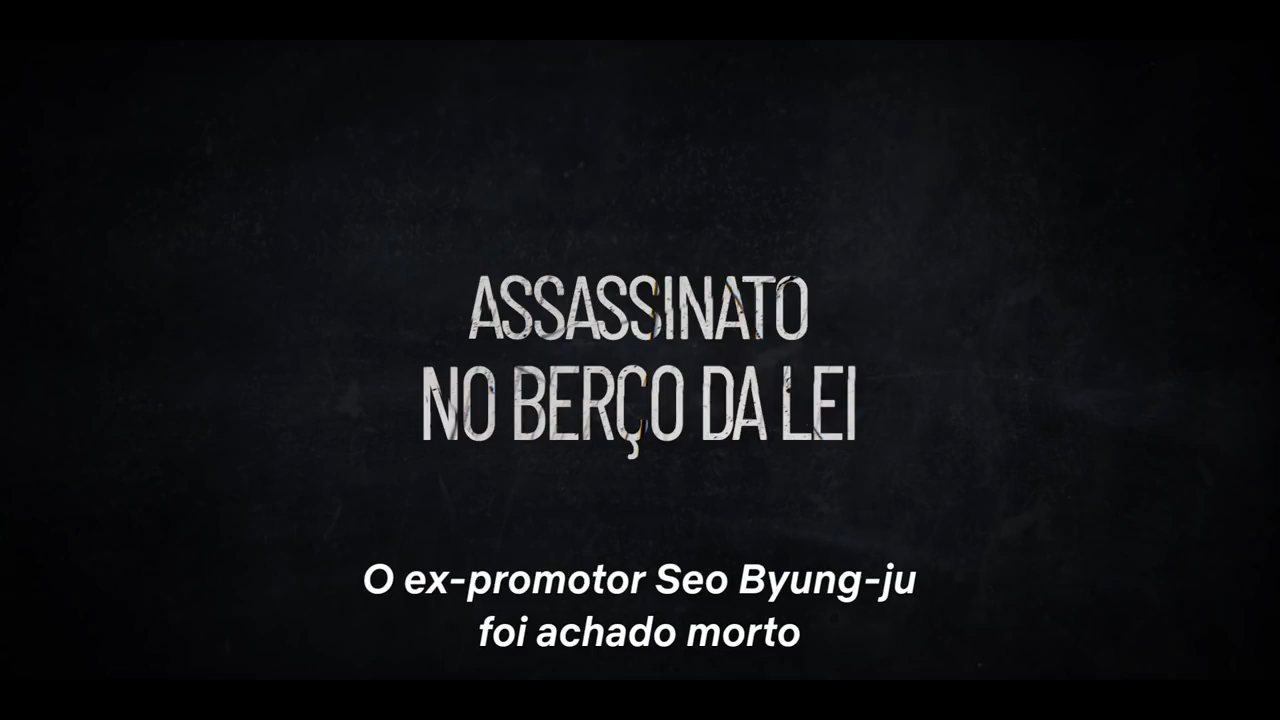 ASSASSINATO
NO BERÇO DA LEI
O ex-promotor Seo Byung-ju
foi achado morto